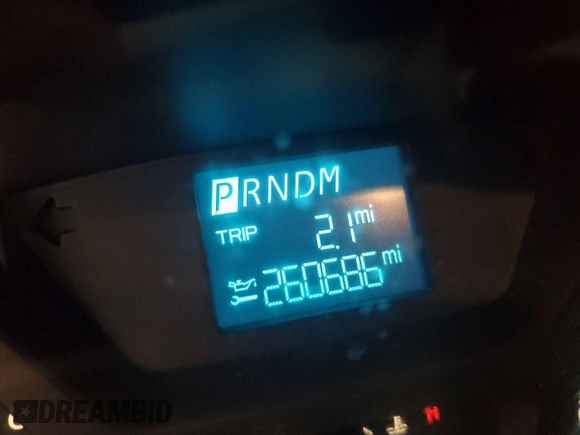 PRNDM
TRIP 2.1 mi
260686 mi
C H
DREAMBID